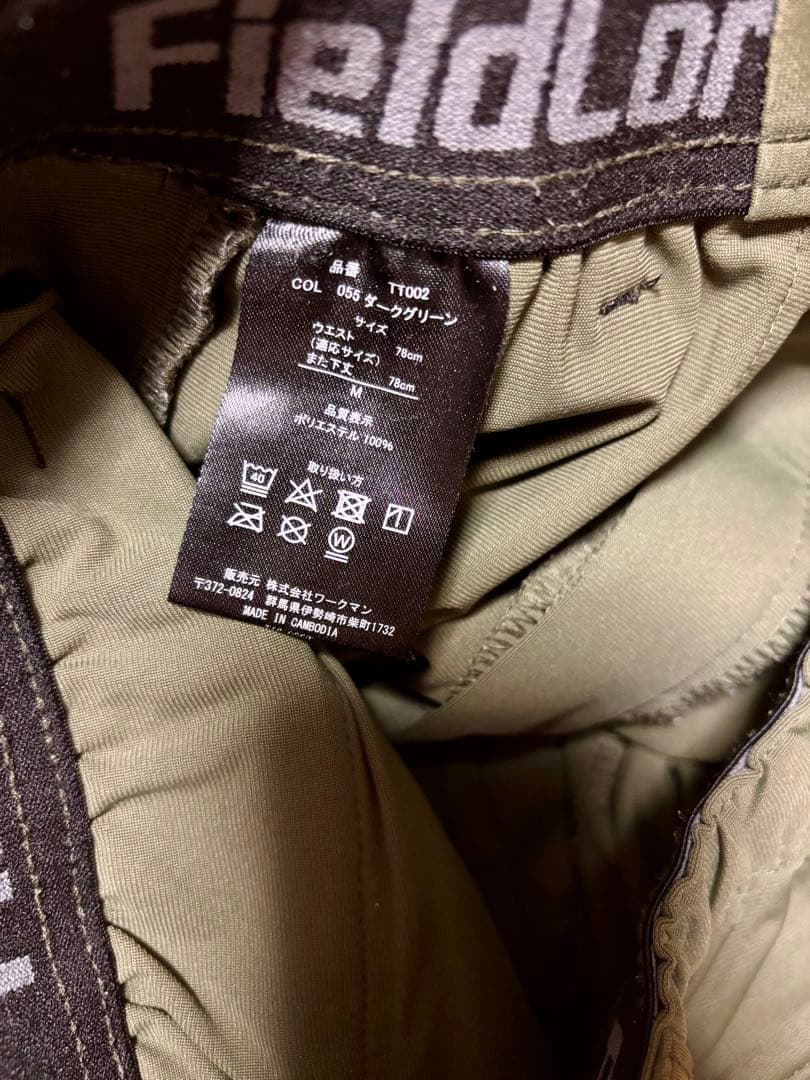 FieldCor
品番 TT002
COL 055 ダークグリーン
サイズ
ウエスト
(適応サイズ) 78cm
また下丈 78cm
M
品質表示
ポリエステル 100%
取り扱い方
40
W
販売元 株式会社ワークマン
〒372-0824 群馬県伊勢崎市柴町1732
MADE IN CAMBODIA